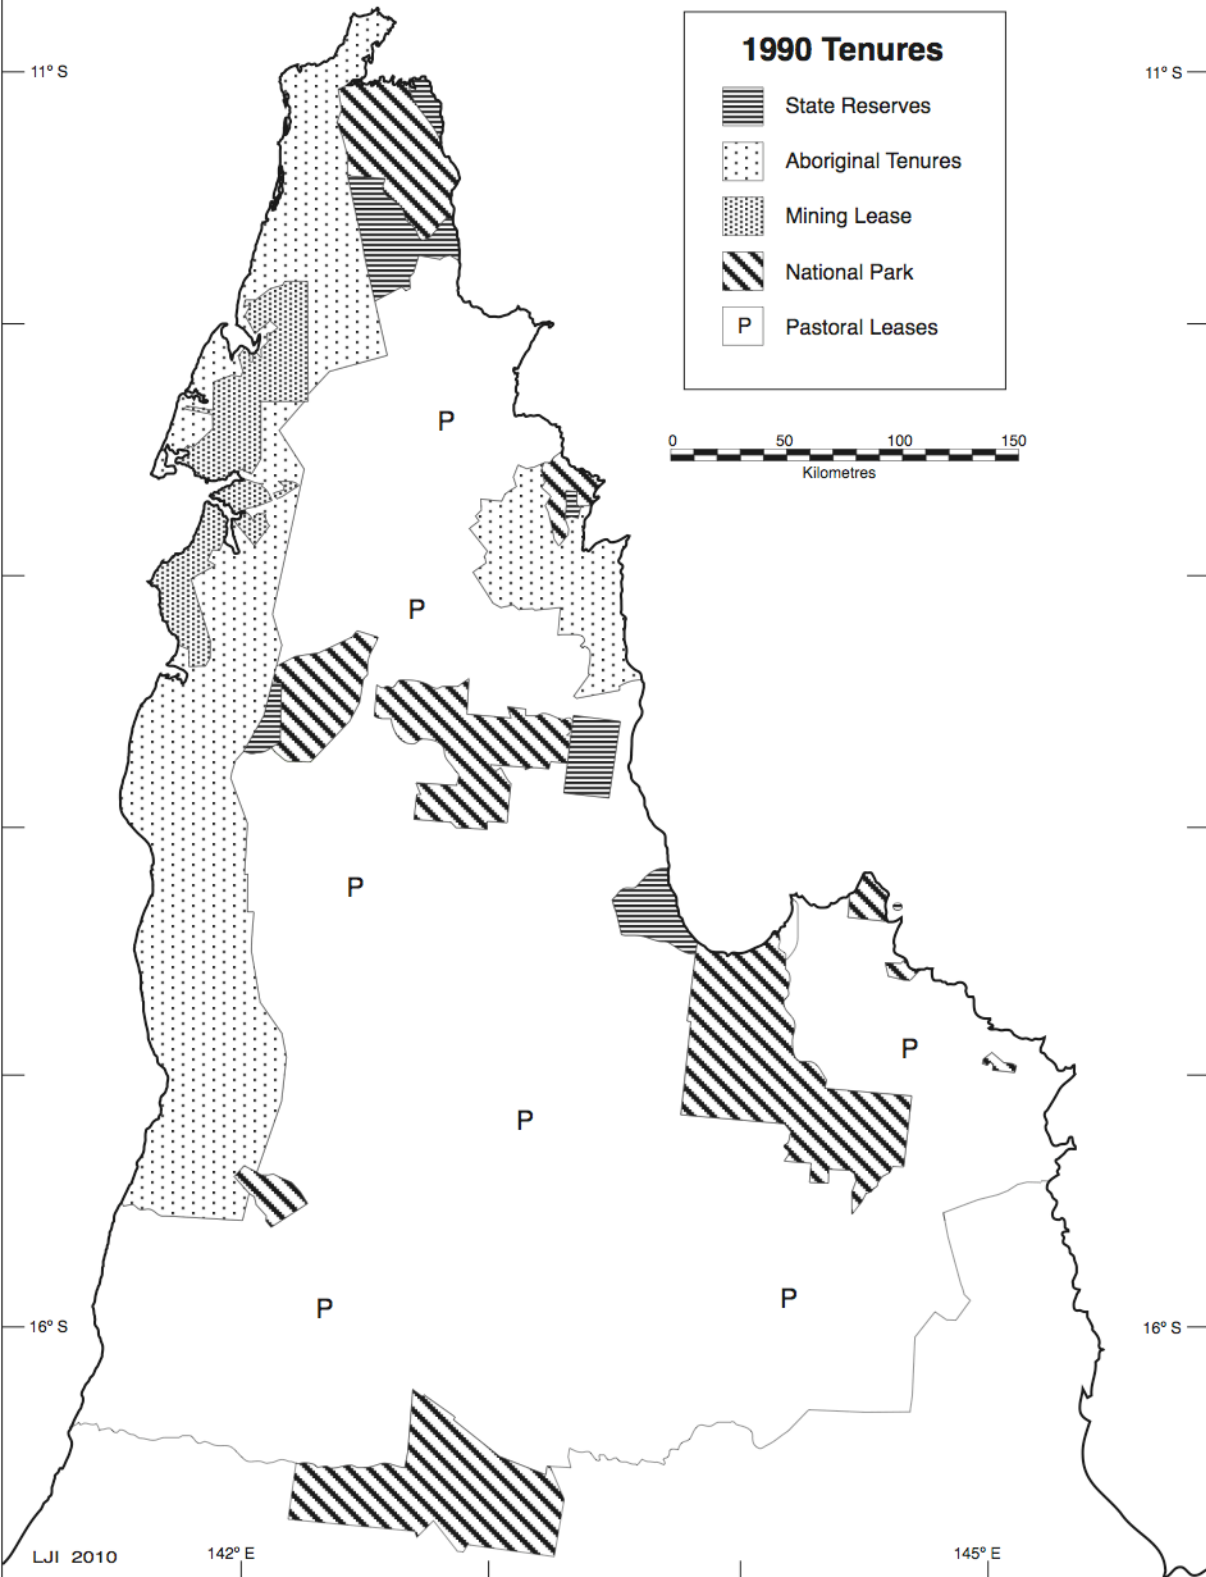 1990 Tenures
11° S
11° S
State Reserves
Aboriginal Tenures
Mining Lease
National Park
P Pastoral Leases
P
0 50 100 150
Kilometres
P
P
P
P
P
P
16° S
16° S
LJI 2010
142° E
145° E